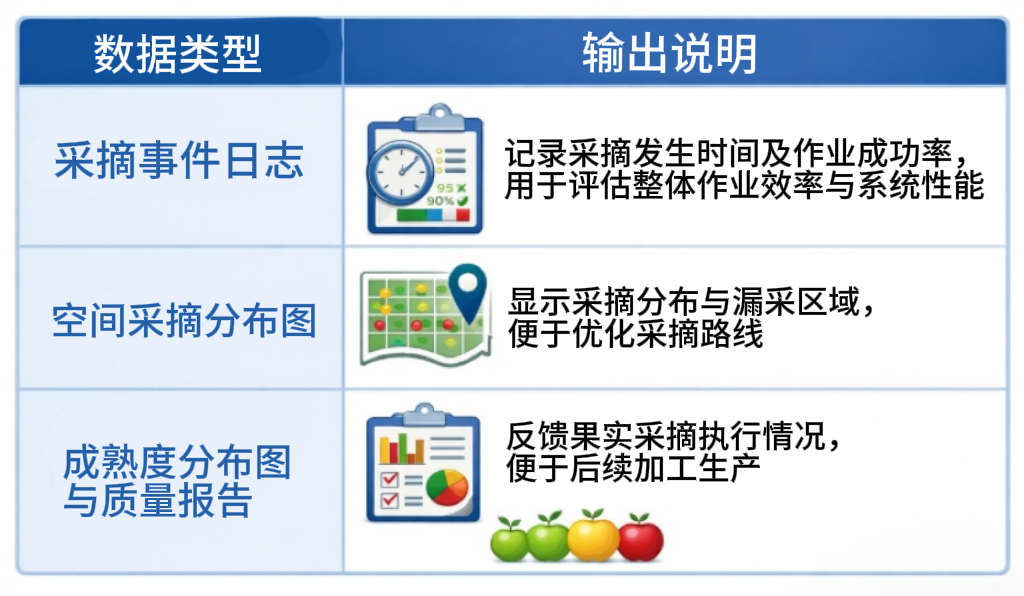 数据类型
输出说明
采摘事件日志
95
90%
记录采摘发生时间及作业成功率，
用于评估整体作业效率与系统性能
空间采摘分布图
显示采摘分布与漏采区域，
便于优化采摘路线
成熟度分布图
与质量报告
反馈果实采摘执行情况，
便于后续加工生产